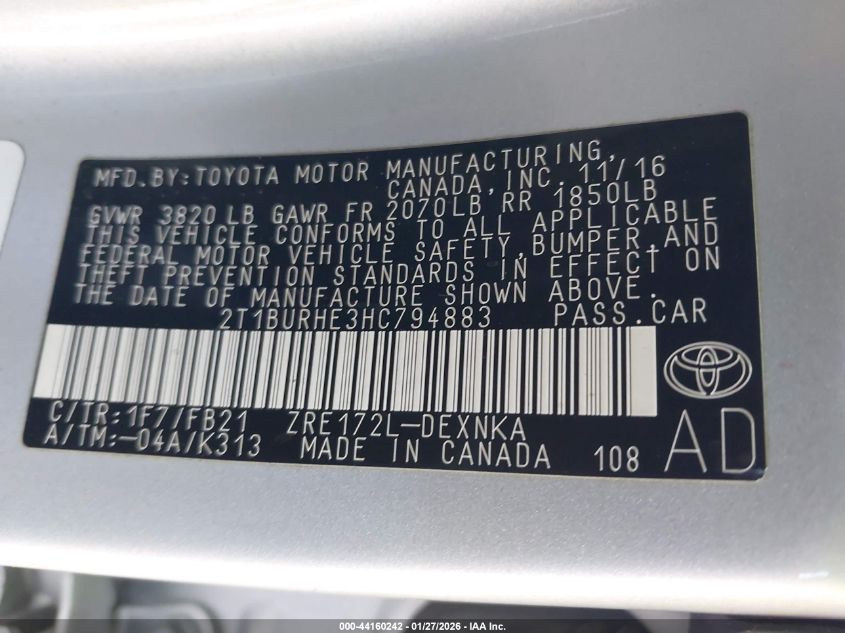 MFD.BY:TOYOTA MOTOR MANUFACTURING,
CANADA,INC. 11/16
GVWR 3820 LB GAWR FR 2070LB,RR 1850LB
THIS VEHICLE CONFORMS TO ALL APPLICABLE
FEDERAL MOTOR VEHICLE SAFETY,BUMPER,AND
THEFT PREVENTION STANDARDS IN EFFECT ON
THE DATE OF MANUFACTURE SHOWN ABOVE.
2T1BURHE3HC794883 PASS.CAR
C/TR:1F7/FB21 ZRE172L-DEXNKA
A/TM:-04A/K313 MADE IN CANADA 108 AD
000-44160242 - 01/27/2026 - IAA Inc.